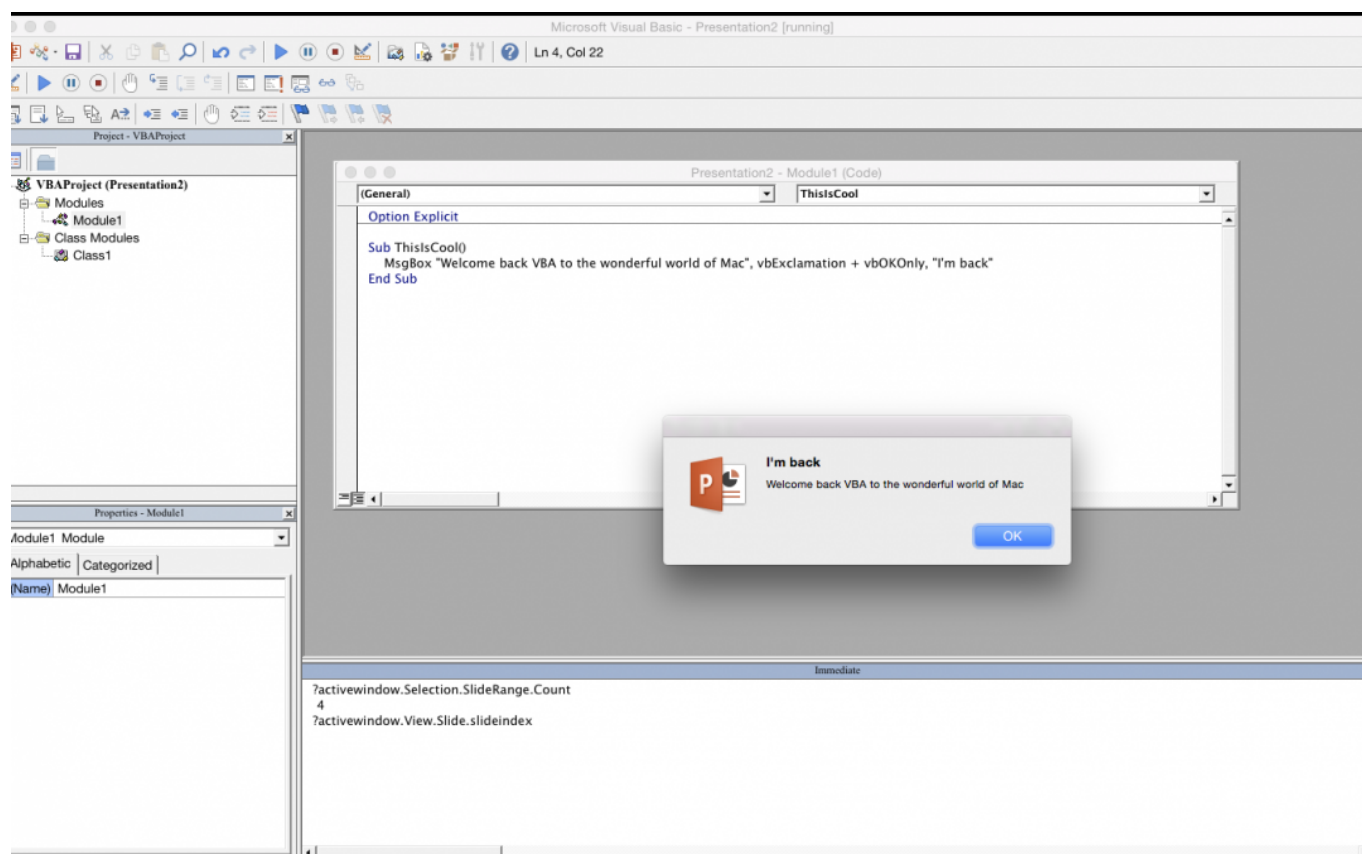 Microsoft Visual Basic - Presentation2 [running]
Ln 4, Col 22
Project - VBAProject
VBAProject (Presentation2)
Modules
Module1
Class Modules
Class1
Presentation2 - Module1 (Code)
(General)
ThisIsCool
Option Explicit
Sub ThisIsCool()
MsgBox "Welcome back VBA to the wonderful world of Mac", vbExclamation + vbOKOnly, "I'm back"
End Sub
P
I'm back
Welcome back VBA to the wonderful world of Mac
OK
Properties - Module1
Module1 Module
Alphabetic
Categorized
(Name) Module1
Immediate
?activewindow.Selection.SlideRange.Count
4
?activewindow.View.Slide.slideindex